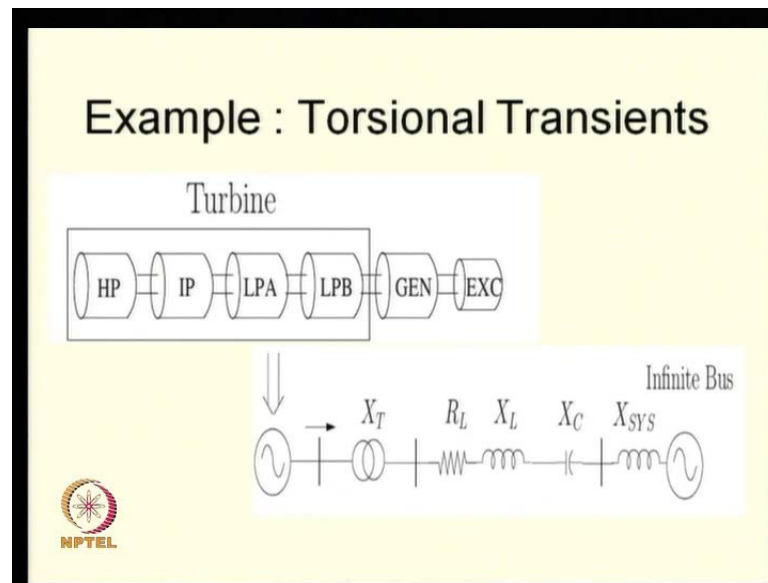 Example : Torsional Transients
Turbine
HP IP LPA LPB GEN EXC
Infinite Bus
X_T R_L X_L X_C X_SYS
NPTEL